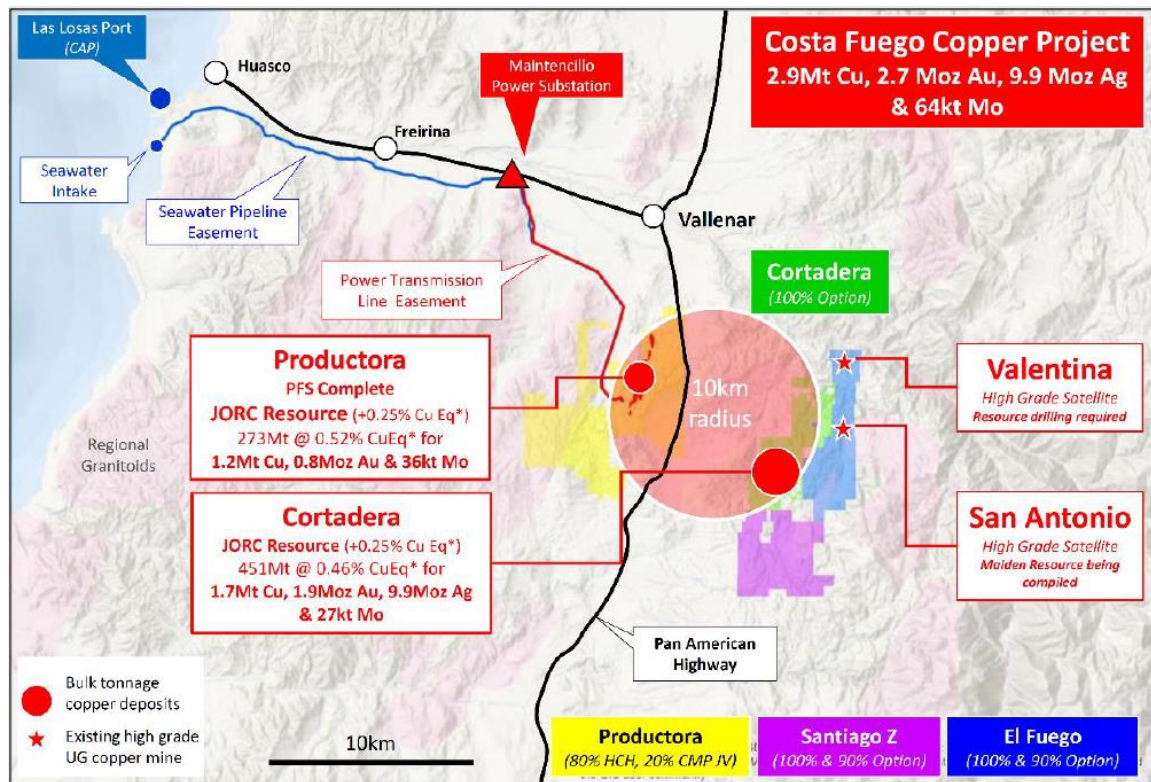 Las Losas Port
(CAP)
Huasco
Maintencillo
Power Substation
Costa Fuego Copper Project
2.9Mt Cu, 2.7 Moz Au, 9.9 Moz Ag
& 64kt Mo
Freirina
Seawater
Intake
Seawater Pipeline
Easement
Vallenar
Power Transmission
Line Easement
Cortadera
(100% Option)
Productora
PFS Complete
JORC Resource (+0.25% Cu Eq*)
273Mt @ 0.52% CuEq* for
1.2Mt Cu, 0.8Moz Au & 36kt Mo
10km
radius
Valentina
High Grade Satellite
Resource drilling required
Regional
Granitoids
Cortadera
JORC Resource (+0.25% Cu Eq*)
451Mt @ 0.46% CuEq* for
1.7Mt Cu, 1.9Moz Au, 9.9Moz Ag
& 27kt Mo
San Antonio
High Grade Satellite
Maiden Resource being
compiled
Pan American
Highway
Bulk tonnage
copper deposits
Existing high grade
UG copper mine
10km
Productora
(80% HCH, 20% CMP JV)
Santiago Z
(100% & 90% Option)
El Fuego
(100% & 90% Option)